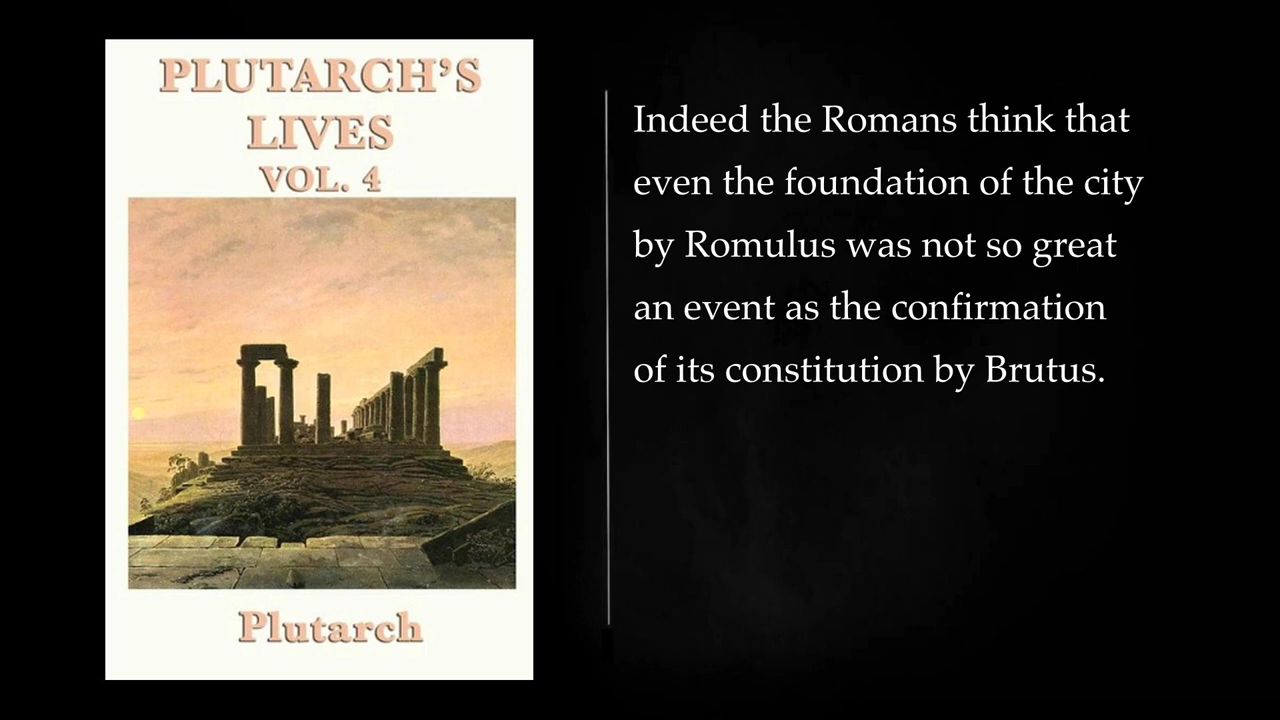 PLUTARCH'S
LIVES
VOL. 4
Plutarch
Indeed the Romans think that
even the foundation of the city
by Romulus was not so great
an event as the confirmation
of its constitution by Brutus.